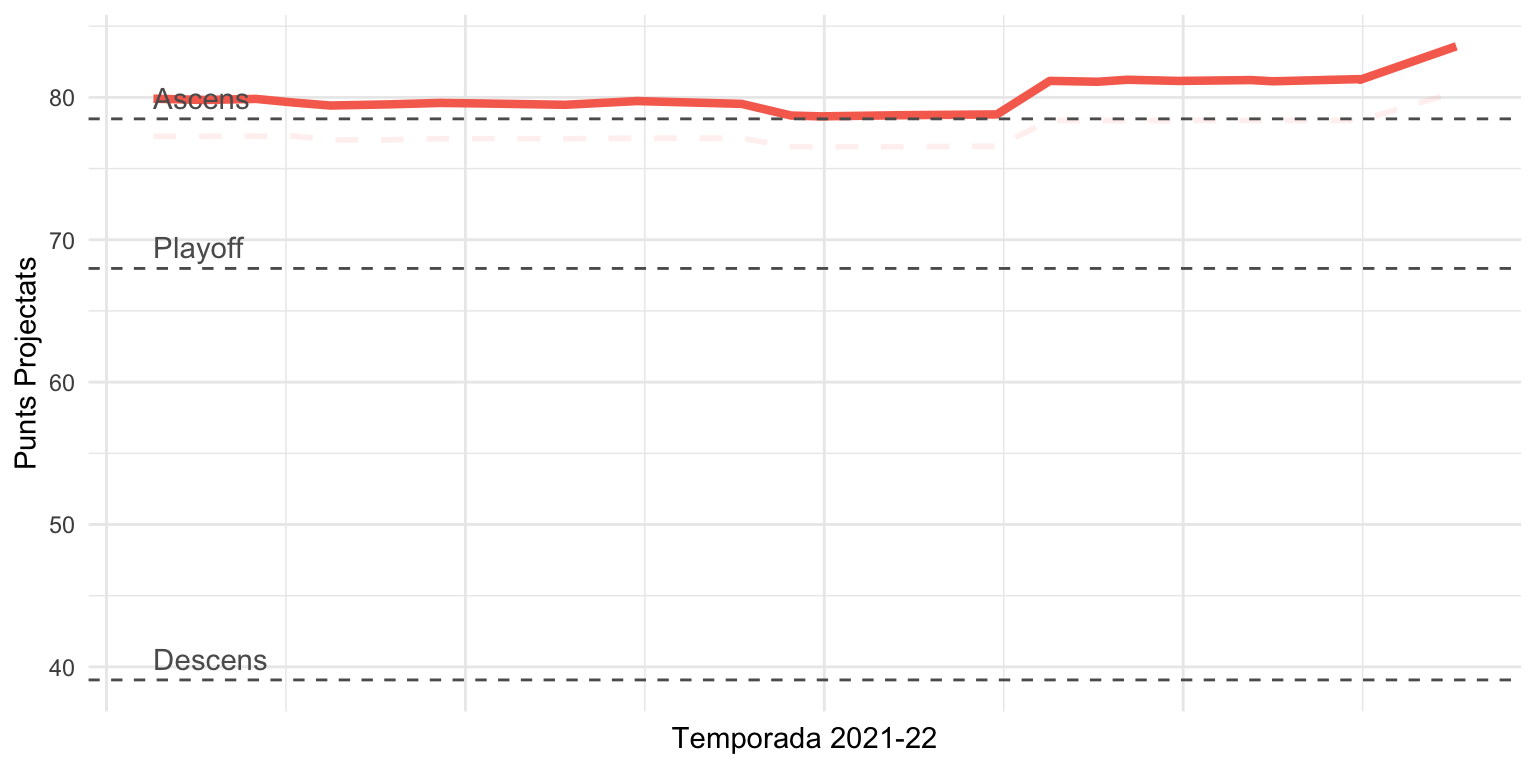 80
Ascens
70
Playoff
60
50
40
Descens
Punts Projectats
Temporada 2021-22